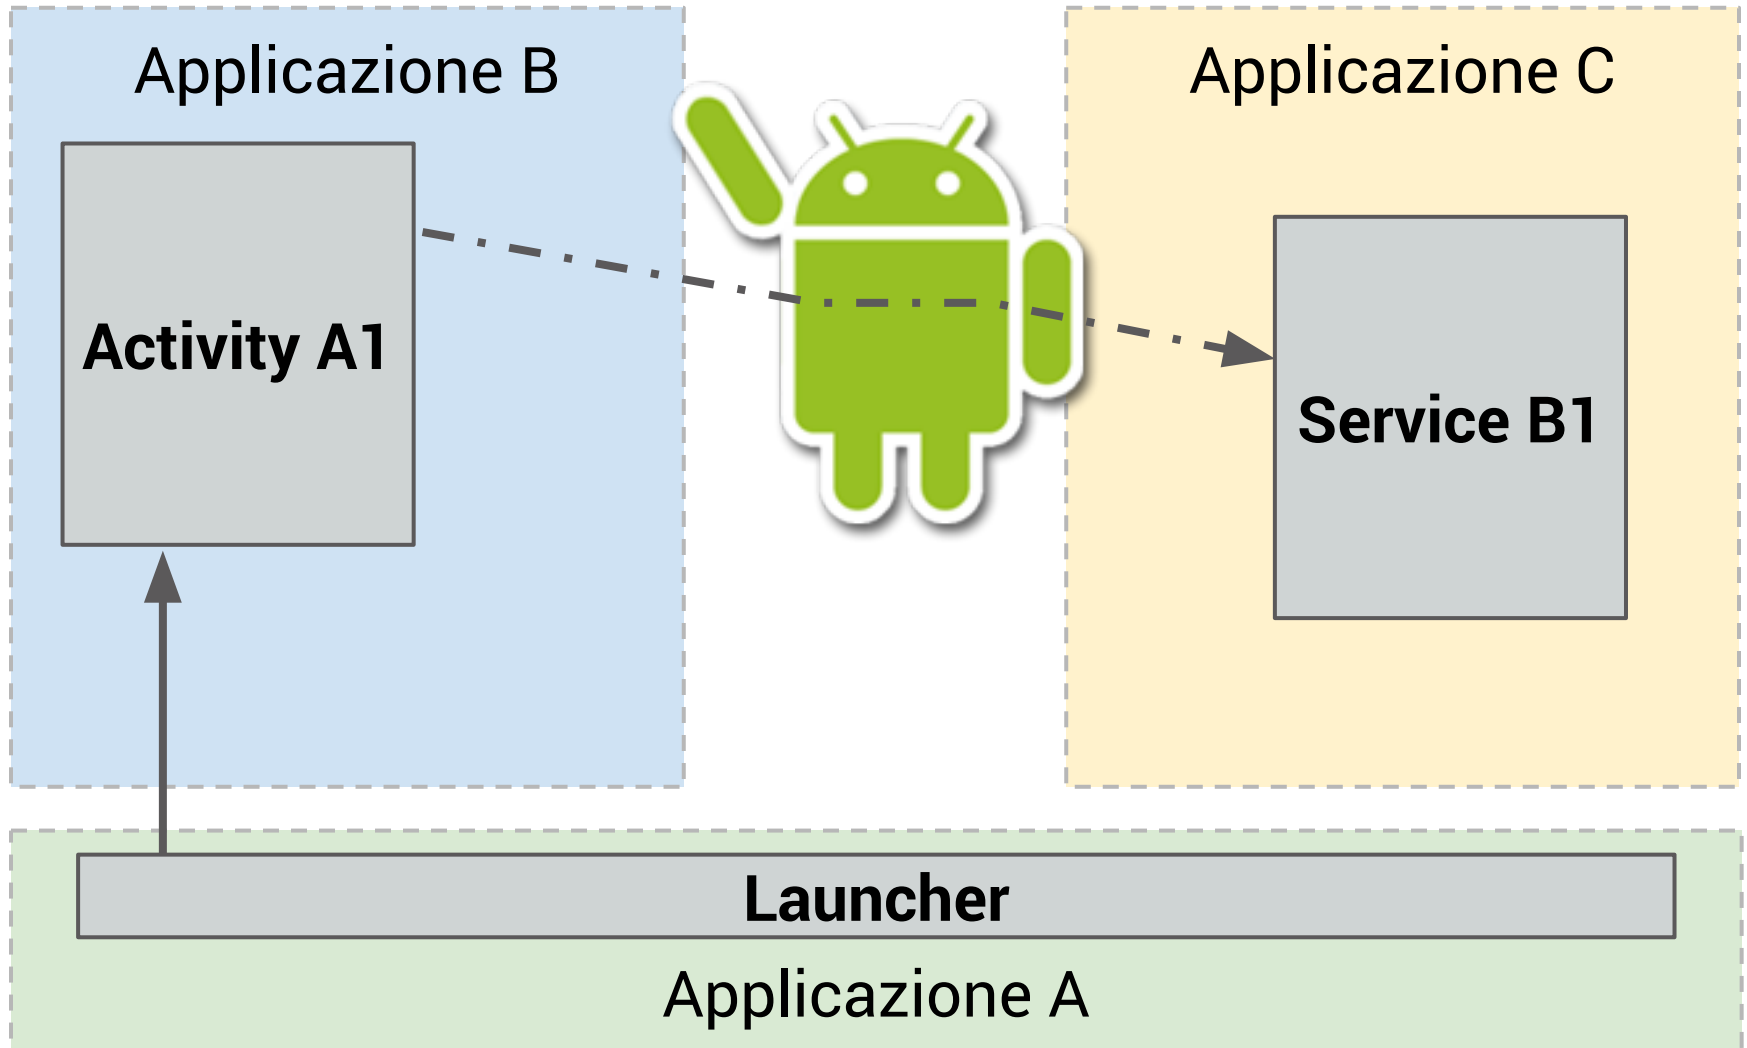 Applicazione B
Applicazione C
Activity A1
Service B1
Launcher
Applicazione A